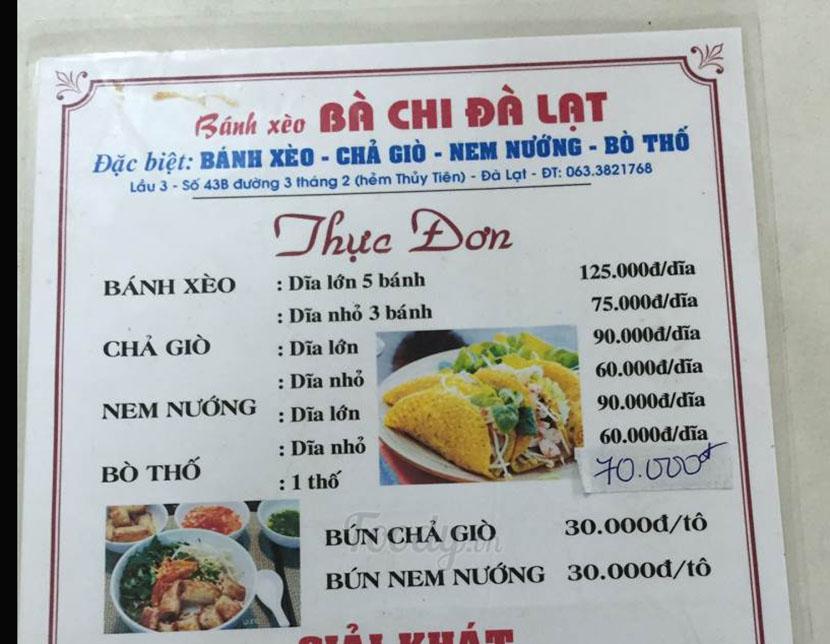 Bánh xèo BÀ CHI ĐÀ LẠT
Đặc biệt: BÁNH XÈO - CHẢ GIÒ - NEM NƯỚNG - BÒ THỐ
Lầu 3 - Số 43B đường 3 tháng 2 (hẻm Thủy Tiên) - Đà Lạt - ĐT: 063.3821768
Thực Đơn
BÁNH XÈO : Dĩa lớn 5 bánh 125.000đ/dĩa
: Dĩa nhỏ 3 bánh 75.000đ/dĩa
CHẢ GIÒ : Dĩa lớn 90.000đ/dĩa
: Dĩa nhỏ 60.000đ/dĩa
NEM NƯỚNG : Dĩa lớn 90.000đ/dĩa
: Dĩa nhỏ 60.000đ/dĩa
BÒ THỐ : 1 thố 70.000đ
BÚN CHẢ GIÒ 30.000đ/tô
Foody.vn
BÚN NEM NƯỚNG 30.000đ/tô
GIẢI KHÁT